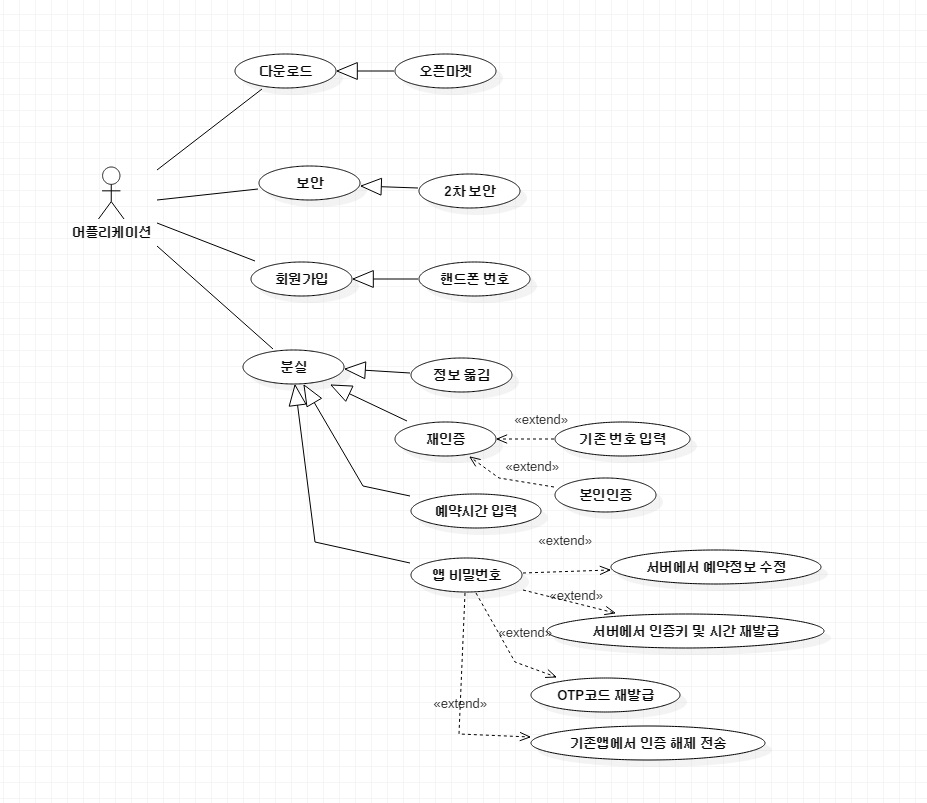 다운로드
오픈마켓
보안
2차 보안
어플리케이션
회원가입
핸드폰 번호
분실
정보 옮김
재인증
«extend»
기존 번호 입력
«extend»
본인인증
예약시간 입력
«extend»
앱 비밀번호
서버에서 예약정보 수정
«extend»
서버에서 인증키 및 시간 재발급
«extend»
OTP코드 재발급
«extend»
기존앱에서 인증 해제 전송